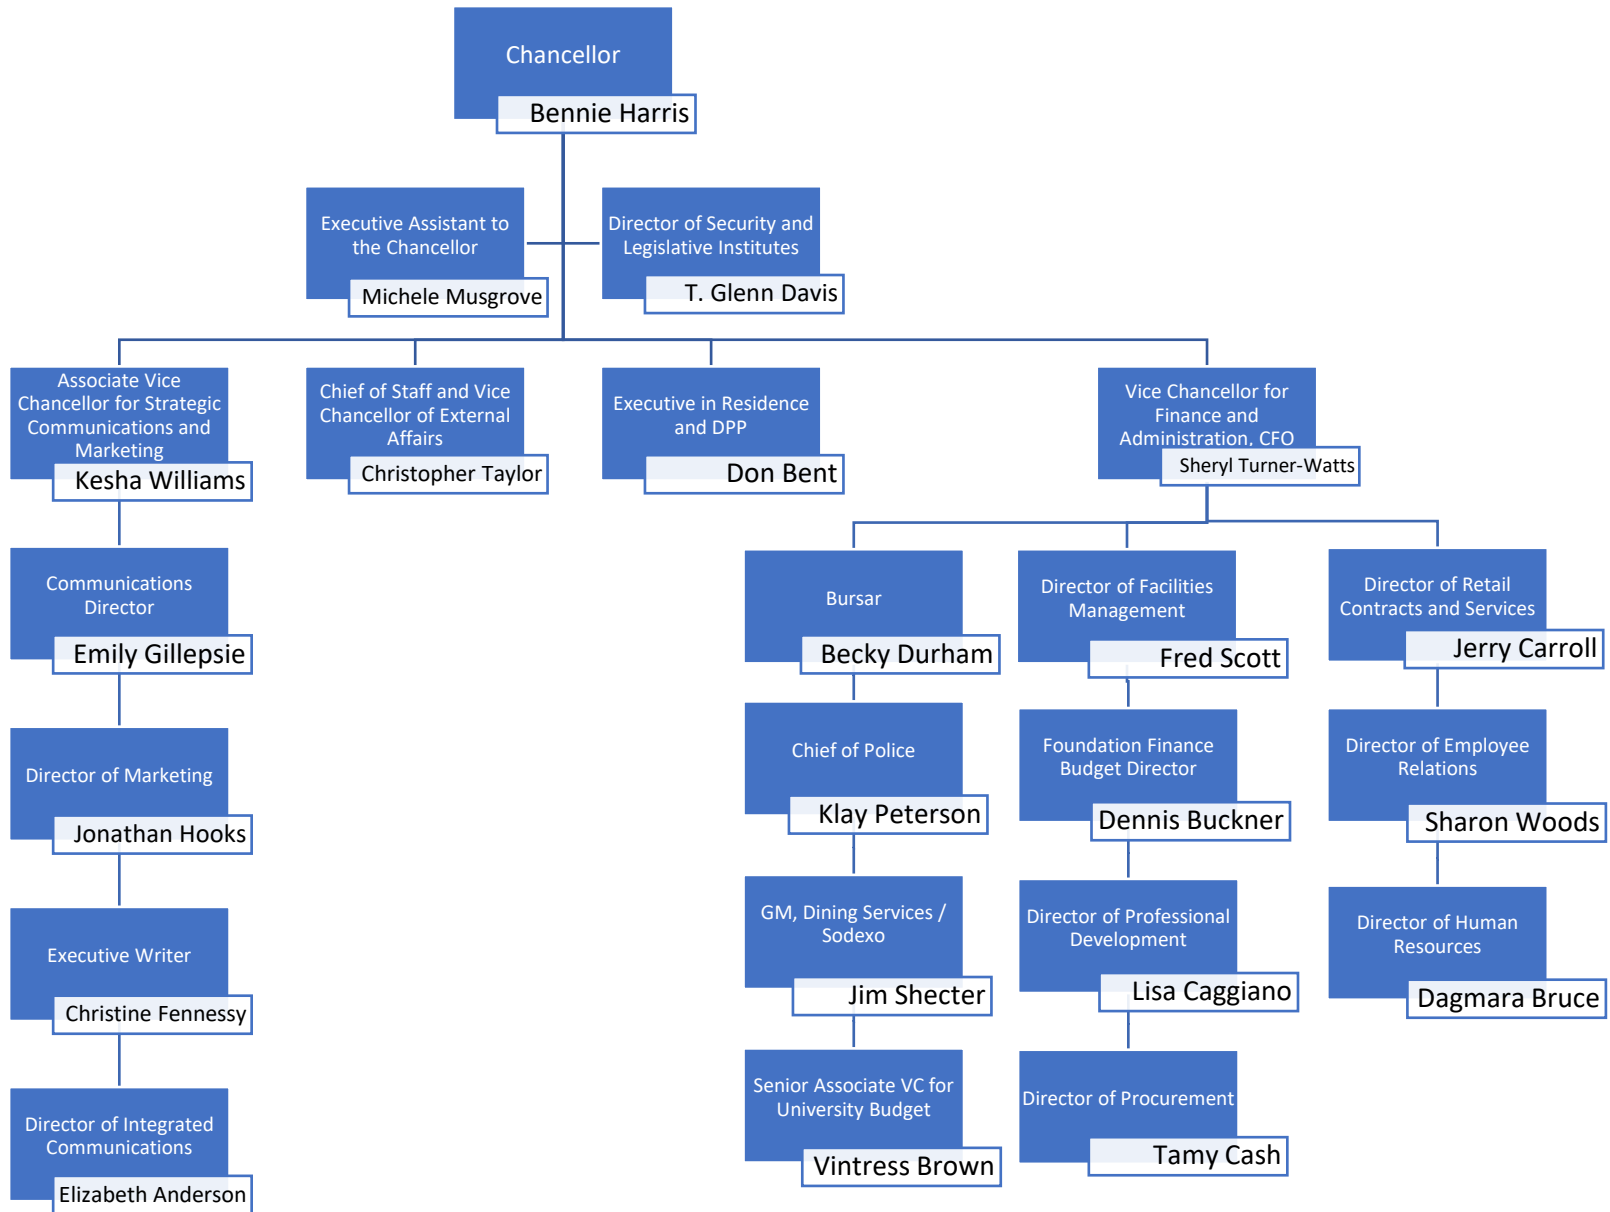 Chancellor
Bennie Harris
Executive Assistant to
the Chancellor
Michele Musgrove
Director of Security and
Legislative Institutes
T. Glenn Davis
Associate Vice
Chancellor for Strategic
Communications and
Marketing
Kesha Williams
Chief of Staff and Vice
Chancellor of External
Affairs
Christopher Taylor
Executive in Residence
and DPP
Don Bent
Vice Chancellor for
Finance and
Administration, CFO
Sheryl Turner-Watts
Communications
Director
Emily Gillepsie
Director of Marketing
Jonathan Hooks
Executive Writer
Christine Fennessy
Director of Integrated
Communications
Elizabeth Anderson
Bursar
Becky Durham
Chief of Police
Klay Peterson
GM, Dining Services /
Sodexo
Jim Shecter
Senior Associate VC for
University Budget
Vintress Brown
Director of Facilities
Management
Fred Scott
Foundation Finance
Budget Director
Dennis Buckner
Director of Professional
Development
Lisa Caggiano
Director of Procurement
Tamy Cash
Director of Retail
Contracts and Services
Jerry Carroll
Director of Employee
Relations
Sharon Woods
Director of Human
Resources
Dagmara Bruce